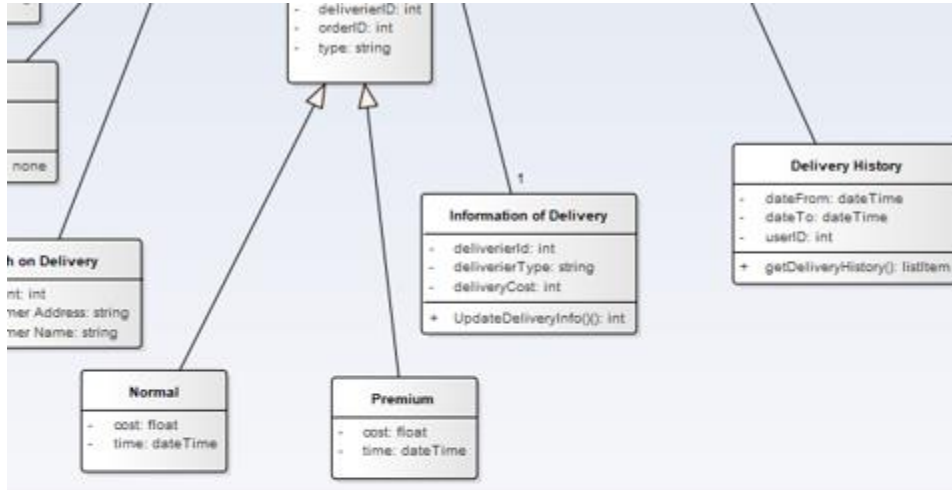 - deliverierID: int
- orderID: int
- type: string
none
h on Delivery
nt: int
mer Address: string
mer Name: string
1
Information of Delivery
- deliverierId: int
- deliverierType: string
- deliveryCost: int
+ UpdateDeliveryInfo()(): int
Delivery History
- dateFrom: dateTime
- dateTo: dateTime
- userID: int
+ getDeliveryHistory(): listItem
Normal
- cost: float
- time: dateTime
Premium
- cost: float
- time: dateTime